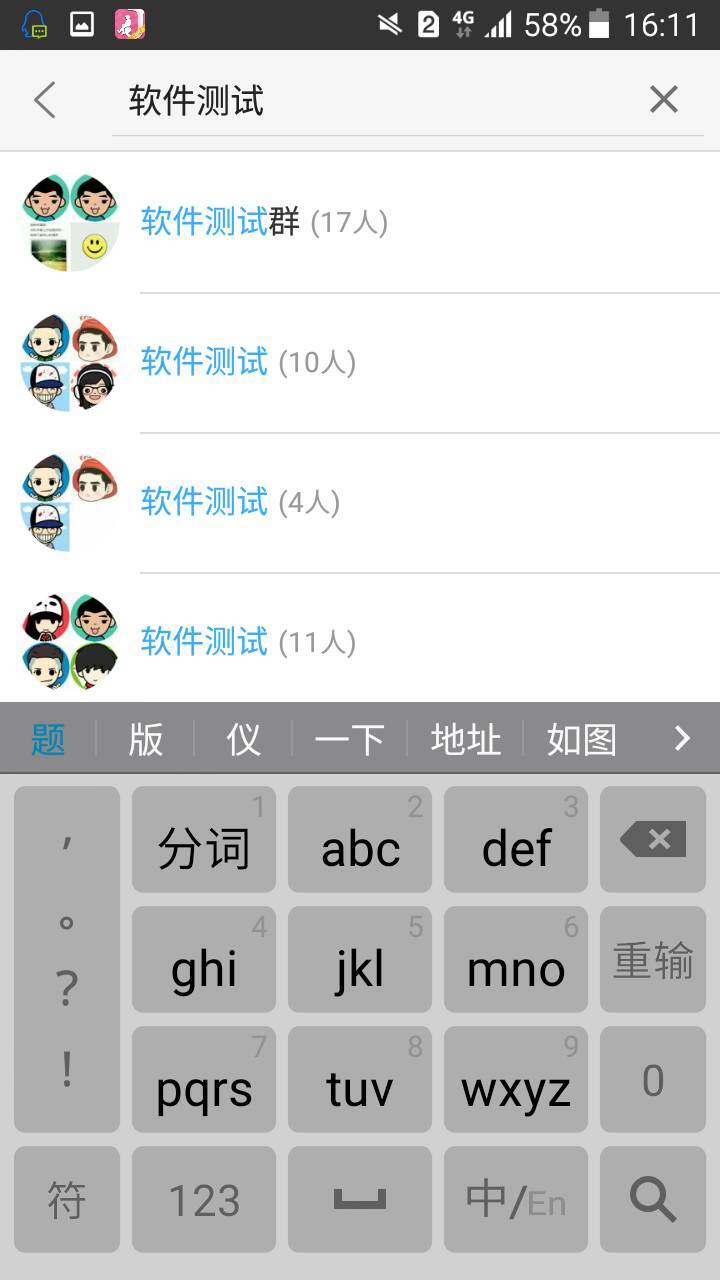 2 4G 58% 16:11
软件测试
软件测试群 (17人)
软件测试 (10人)
软件测试 (4人)
软件测试 (11人)
题 版 仪 一下 地址 如图
， 分词 1 abc 2 def 3
。 ghi 4 jkl 5 mno 6 重输
? pqrs 7 tuv 8 wxyz 9 0
!
符 123 中/En